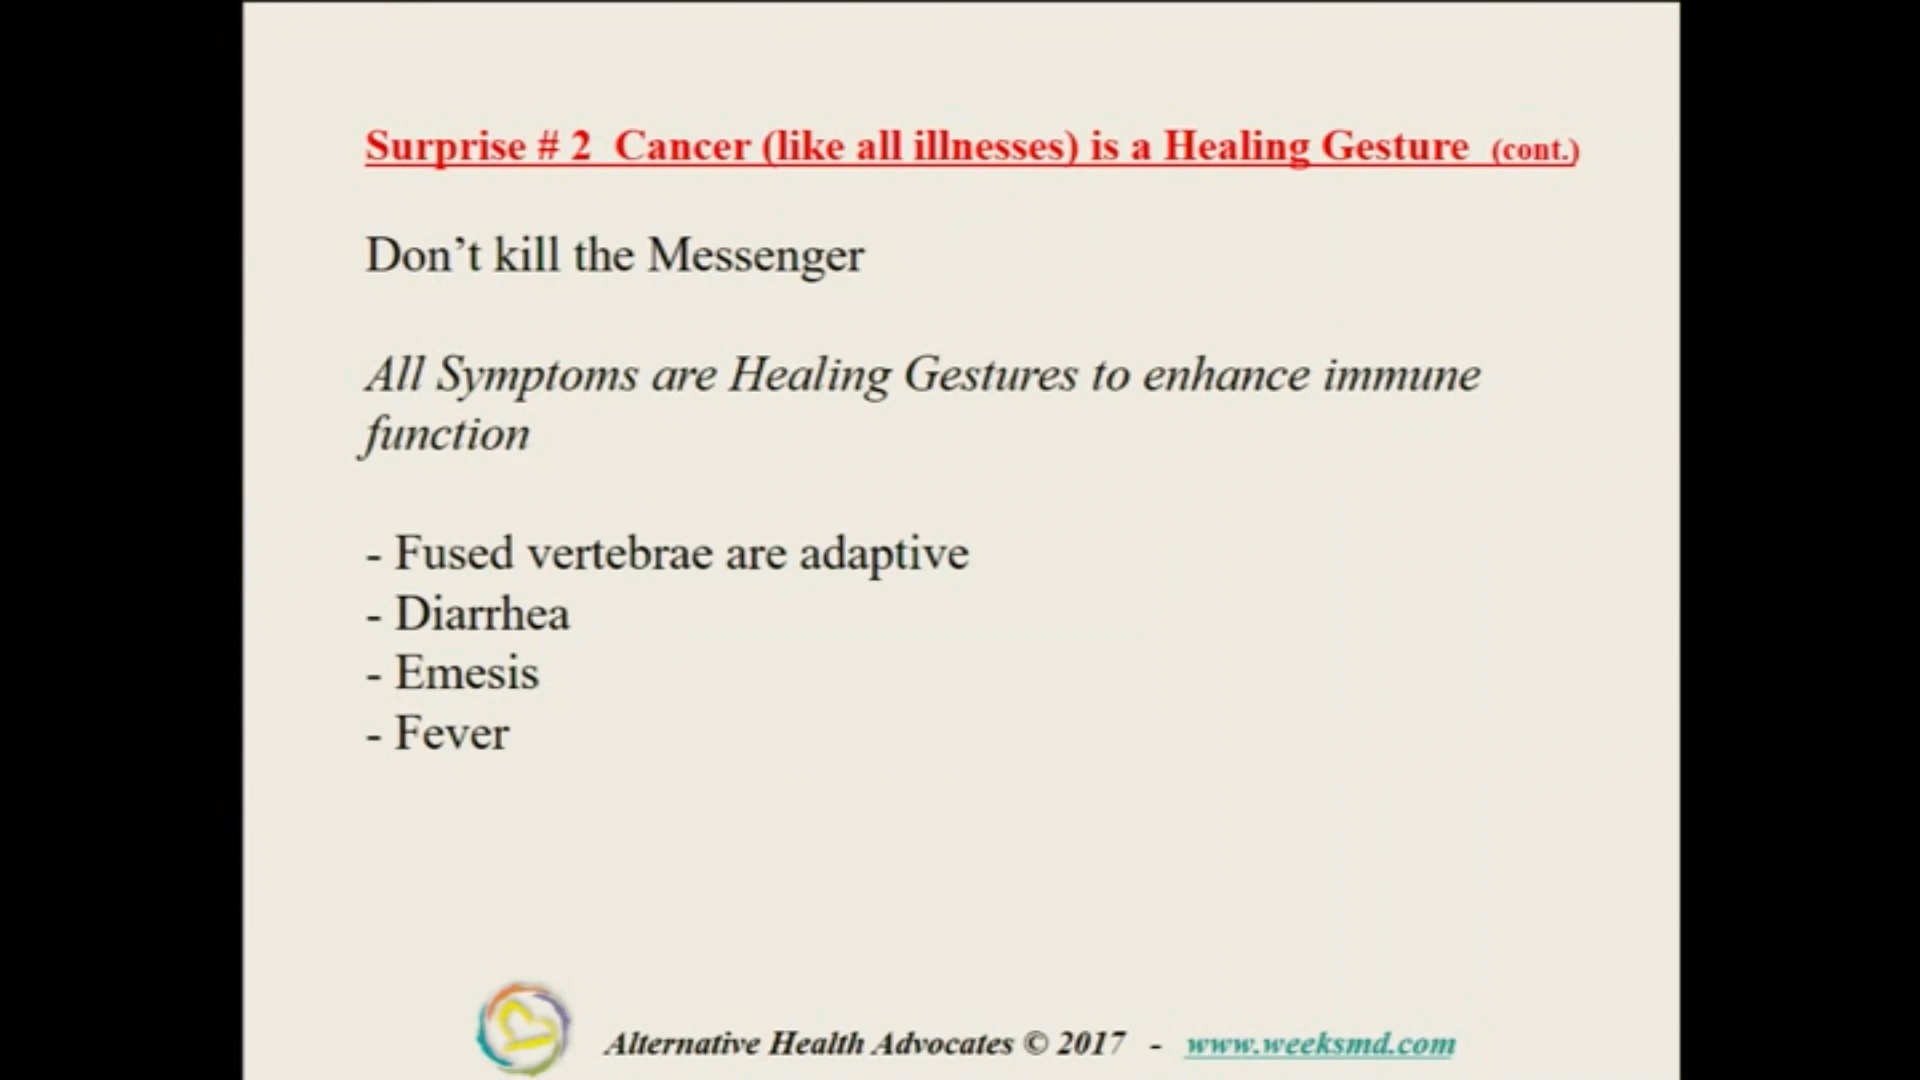 Surprise # 2  Cancer (like all illnesses) is a Healing Gesture  (cont.)
Don’t kill the Messenger
All Symptoms are Healing Gestures to enhance immune
function
- Fused vertebrae are adaptive
- Diarrhea
- Emesis
- Fever
Alternative Health Advocates © 2017  -  www.weeksmd.com